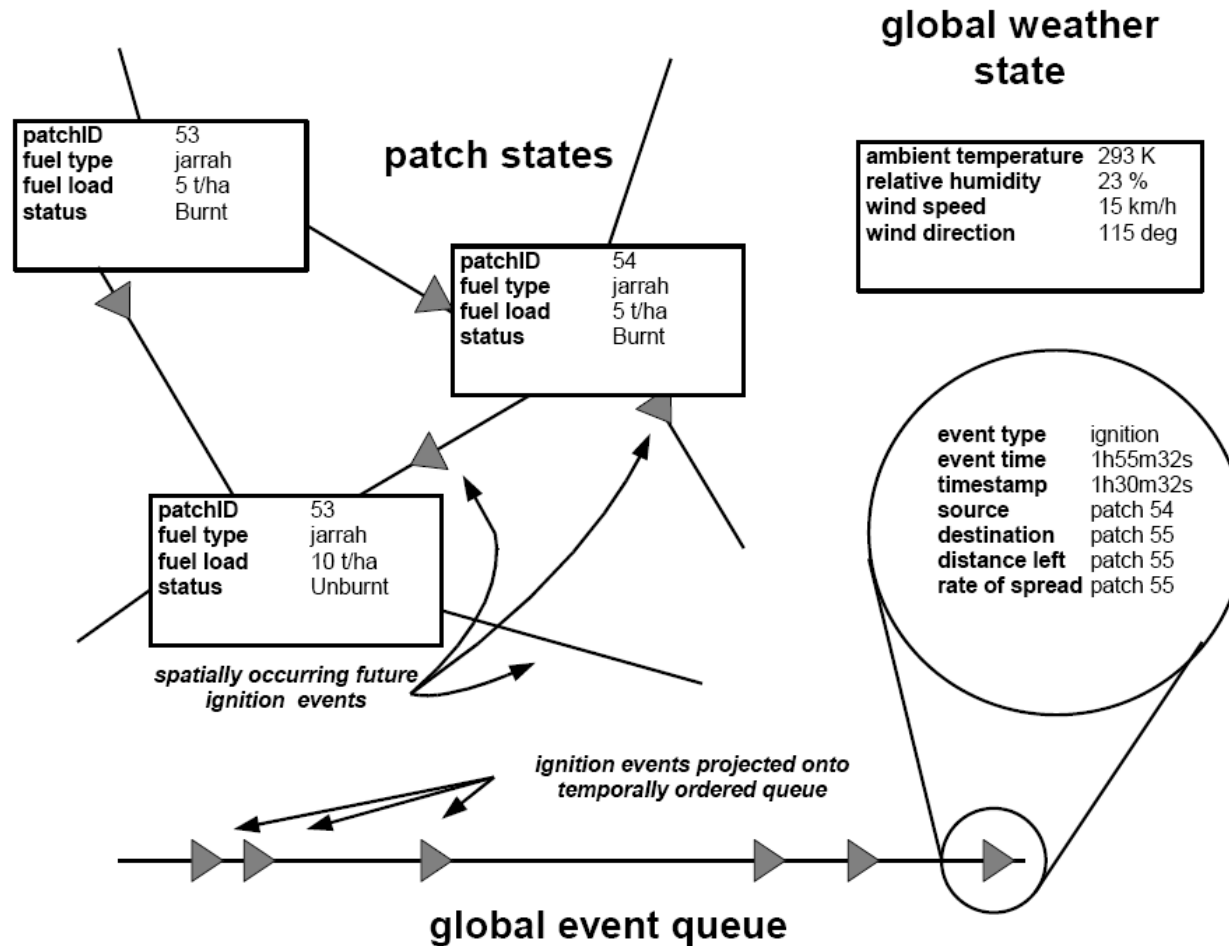 global weather
state
patchID 53
fuel type jarrah
fuel load 5 t/ha
status Burnt
patch states
ambient temperature 293 K
relative humidity 23 %
wind speed 15 km/h
wind direction 115 deg
patchID 54
fuel type jarrah
fuel load 5 t/ha
status Burnt
event type ignition
event time 1h55m32s
timestamp 1h30m32s
source patch 54
destination patch 55
distance left patch 55
rate of spread patch 55
patchID 53
fuel type jarrah
fuel load 10 t/ha
status Unburnt
spatially occurring future
ignition events
ignition events projected onto
temporally ordered queue
global event queue